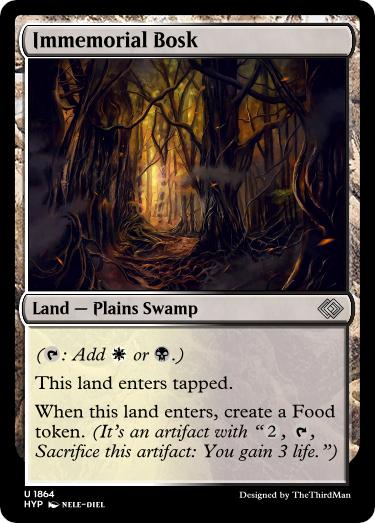 Immemorial Bosk
Land — Plains Swamp
(: Add or .)
This land enters tapped.
When this land enters, create a Food
token. (It's an artifact with “2, ,
Sacrifice this artifact: You gain 3 life.”)
U 1864
HYP NELE-DIEL
Designed by TheThirdMan